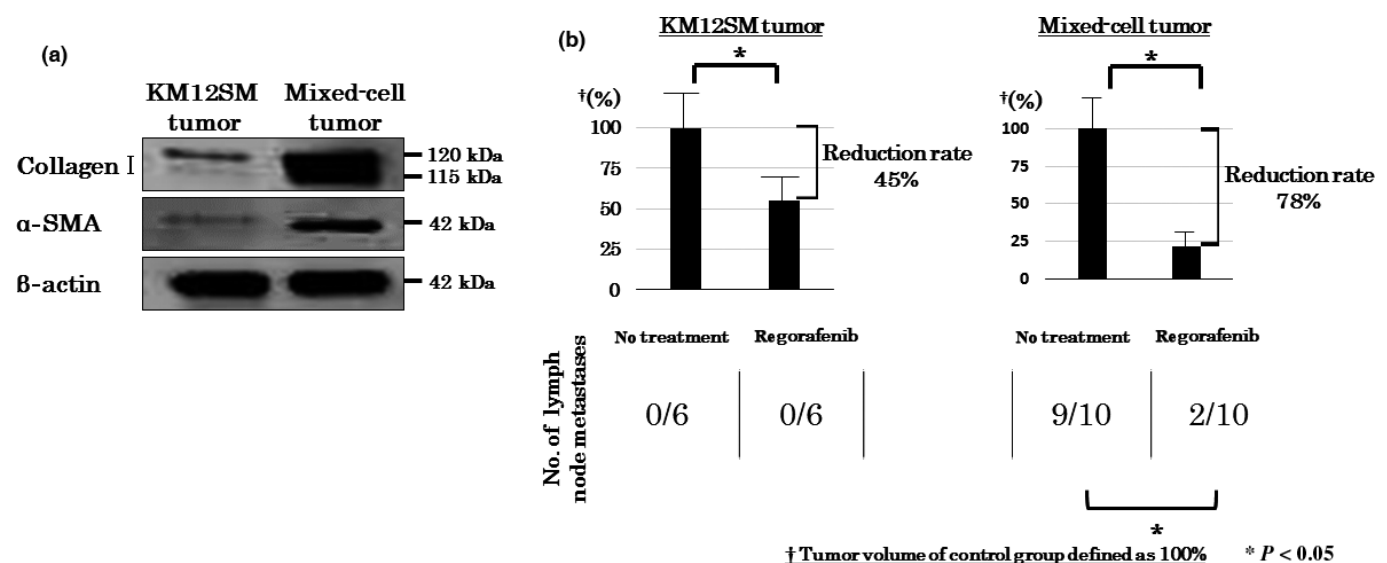 (a)
KM12SM Mixed-cell
tumor tumor
Collagen I
120 kDa
115 kDa
α-SMA
42 kDa
ß-actin
42 kDa
(b)
KM12SM tumor
*
†(%)
100
75
50
25
0
Reduction rate
45%
Mixed-cell tumor
*
†(%)
100
75
50
25
0
Reduction rate
78%
No treatment Regorafenib
No treatment Regorafenib
No. of lymph
node metastases
0/6 0/6
9/10 2/10
*
† Tumor volume of control group defined as 100% * P < 0.05